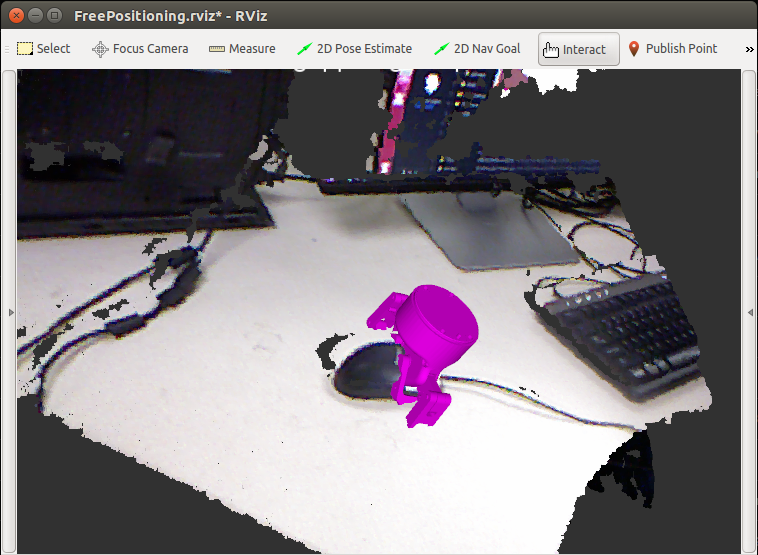 FreePositioning.rviz* - RViz
Select Focus Camera Measure 2D Pose Estimate 2D Nav Goal Interact Publish Point »